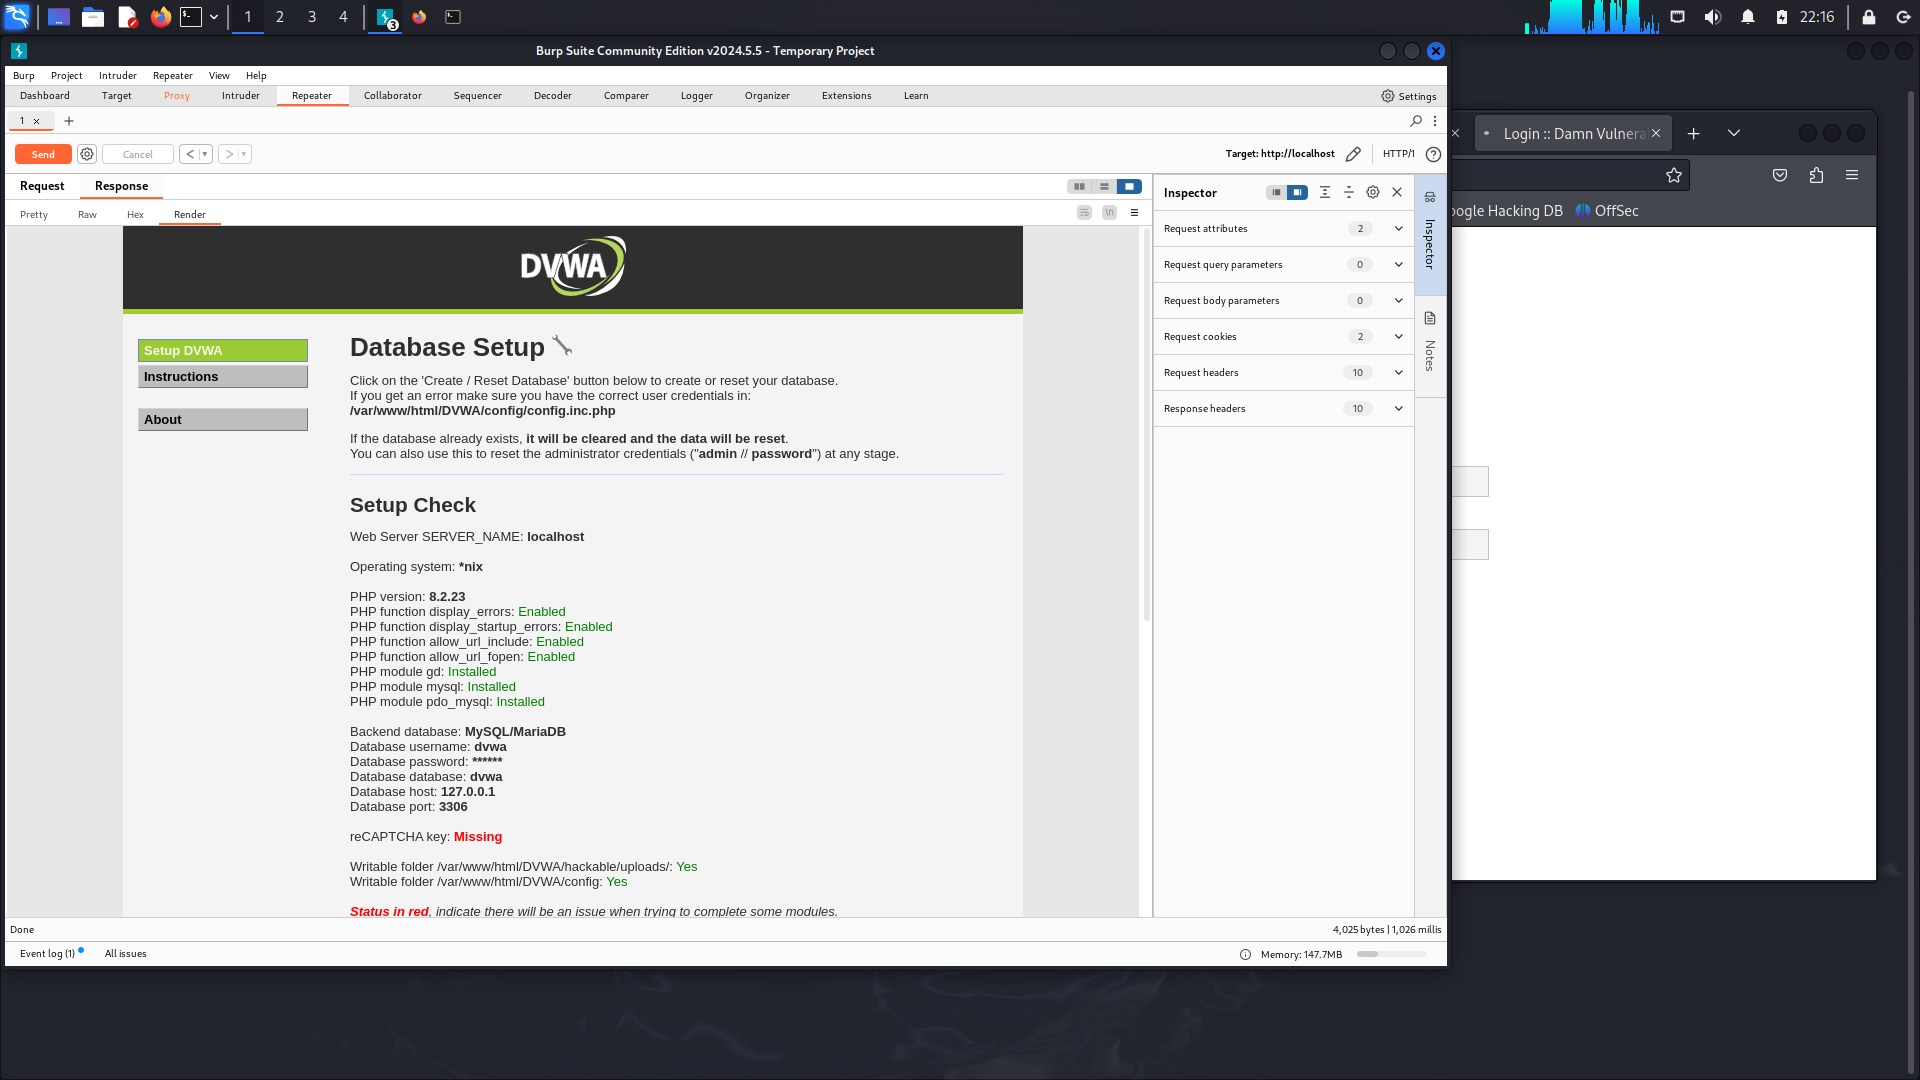 1
2
3
4
3
22:16
Burp Suite Community Edition v2024.5.5 - Temporary Project
Burp Project Intruder Repeater View Help
Dashboard Target Proxy Intruder Repeater Collaborator Sequencer Decoder Comparer Logger Organizer Extensions Learn Settings
1
Login :: Damn Vulnera
Send Cancel Target: http://localhost HTTP/1
Request Response
Inspector
Pretty Raw Hex Render \n
oogle Hacking DB OffSec
DVWA
Setup DVWA
Instructions
About
Database Setup
Click on the 'Create / Reset Database' button below to create or reset your database.
If you get an error make sure you have the correct user credentials in:
/var/www/html/DVWA/config/config.inc.php
If the database already exists, it will be cleared and the data will be reset.
You can also use this to reset the administrator credentials ("admin // password") at any stage.
Setup Check
Web Server SERVER_NAME: localhost
Operating system: *nix
PHP version: 8.2.23
PHP function display_errors: Enabled
PHP function display_startup_errors: Enabled
PHP function allow_url_include: Enabled
PHP function allow_url_fopen: Enabled
PHP module gd: Installed
PHP module mysql: Installed
PHP module pdo_mysql: Installed
Backend database: MySQL/MariaDB
Database username: dvwa
Database password: ******
Database database: dvwa
Database host: 127.0.0.1
Database port: 3306
reCAPTCHA key: Missing
Writable folder /var/www/html/DVWA/hackable/uploads/: Yes
Writable folder /var/www/html/DVWA/config: Yes
Status in red, indicate there will be an issue when trying to complete some modules.
Request attributes 2
Request query parameters 0
Request body parameters 0
Request cookies 2
Request headers 10
Response headers 10
Inspector
Notes
Done
4,025 bytes | 1,026 millis
Event log (1) All issues
Memory: 147.7MB